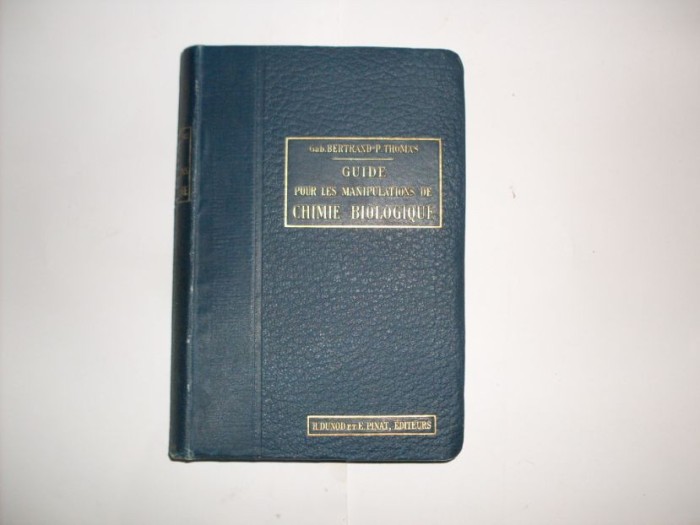 Gab. BERTRAND-P. THOMAS
GUIDE
POUR LES MANIPULATIONS DE
CHIMIE BIOLOGIQUE
H. DUNOD ET E. PINAT, ÉDITEURS